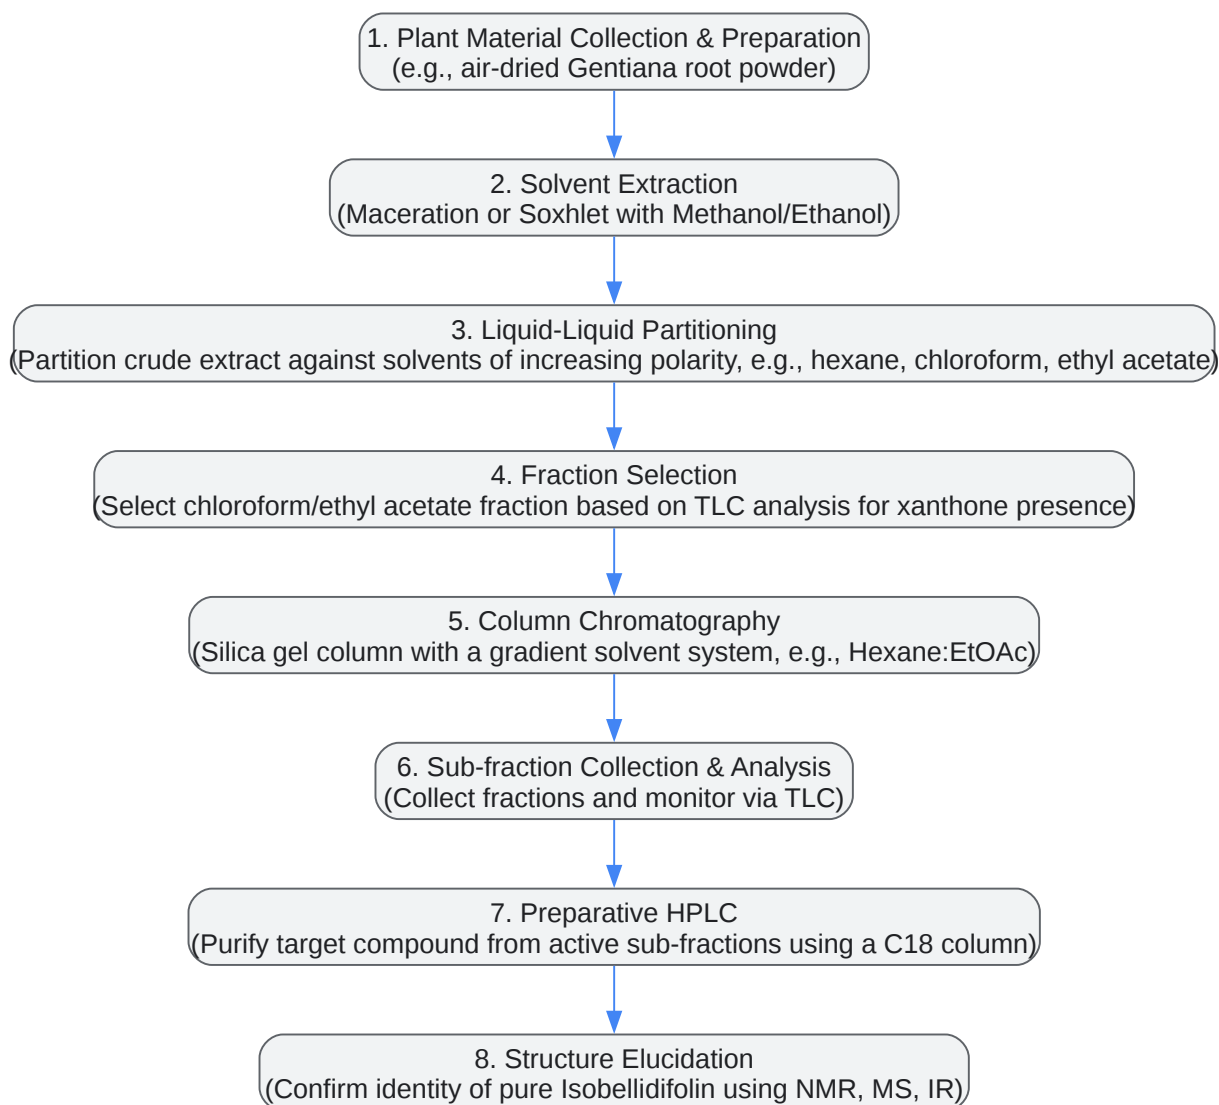 1. Plant Material Collection & Preparation
(e.g., air-dried Gentiana root powder)
2. Solvent Extraction
(Maceration or Soxhlet with Methanol/Ethanol)
3. Liquid-Liquid Partitioning
(Partition crude extract against solvents of increasing polarity, e.g., hexane, chloroform, ethyl acetate)
4. Fraction Selection
(Select chloroform/ethyl acetate fraction based on TLC analysis for xanthone presence)
5. Column Chromatography
(Silica gel column with a gradient solvent system, e.g., Hexane:EtOAc)
6. Sub-fraction Collection & Analysis
(Collect fractions and monitor via TLC)
7. Preparative HPLC
(Purify target compound from active sub-fractions using a C18 column)
8. Structure Elucidation
(Confirm identity of pure Isobellidifolin using NMR, MS, IR)